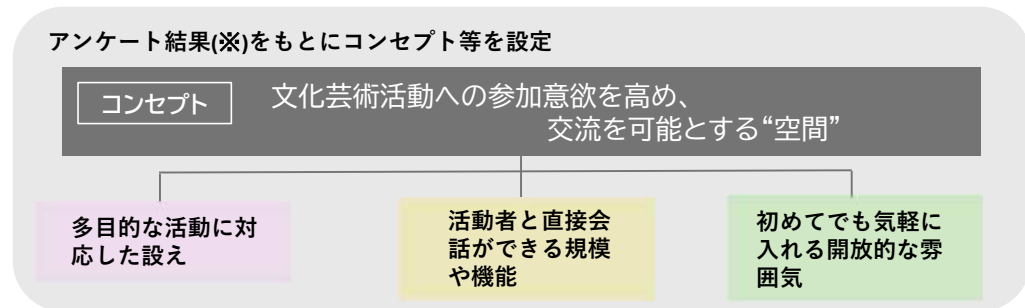 アンケート結果(※)をもとにコンセプト等を設定
コンセプト
文化芸術活動への参加意欲を高め、
交流を可能とする“空間”
多目的な活動に対
応した設え
活動者と直接会
話ができる規模
や機能
初めてでも気軽に
入れる開放的な雰
囲気